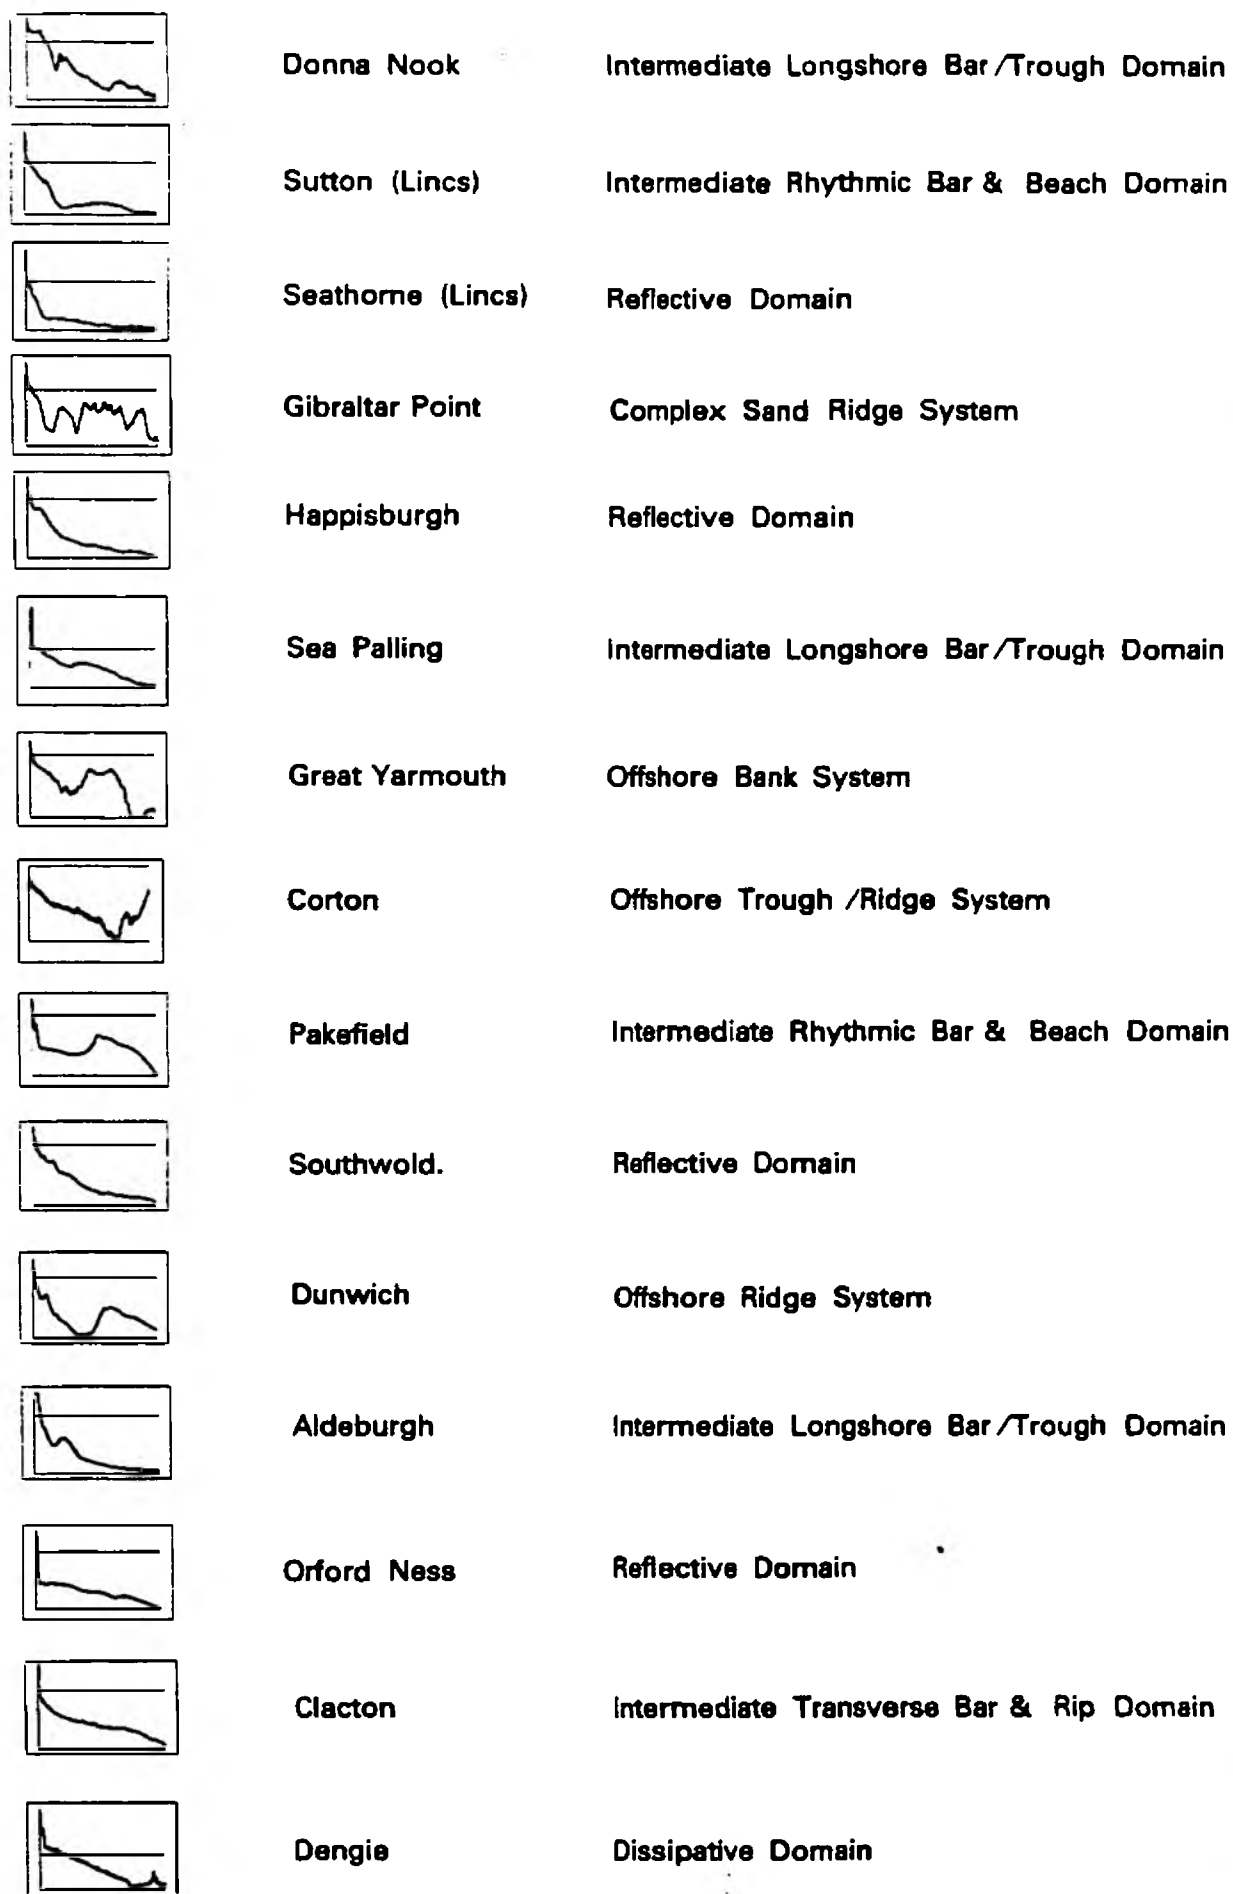 Donna Nook Intermediate Longshore Bar/Trough Domain
Sutton (Lincs) Intermediate Rhythmic Bar & Beach Domain
Seathorne (Lincs) Reflective Domain
Gibraltar Point Complex Sand Ridge System
Happisburgh Reflective Domain
Sea Palling Intermediate Longshore Bar/Trough Domain
Great Yarmouth Offshore Bank System
Corton Offshore Trough /Ridge System
Pakefield Intermediate Rhythmic Bar & Beach Domain
Southwold. Reflective Domain
Dunwich Offshore Ridge System
Aldeburgh Intermediate Longshore Bar/Trough Domain
Orford Ness Reflective Domain
Clacton Intermediate Transverse Bar & Rip Domain
Dengie Dissipative Domain